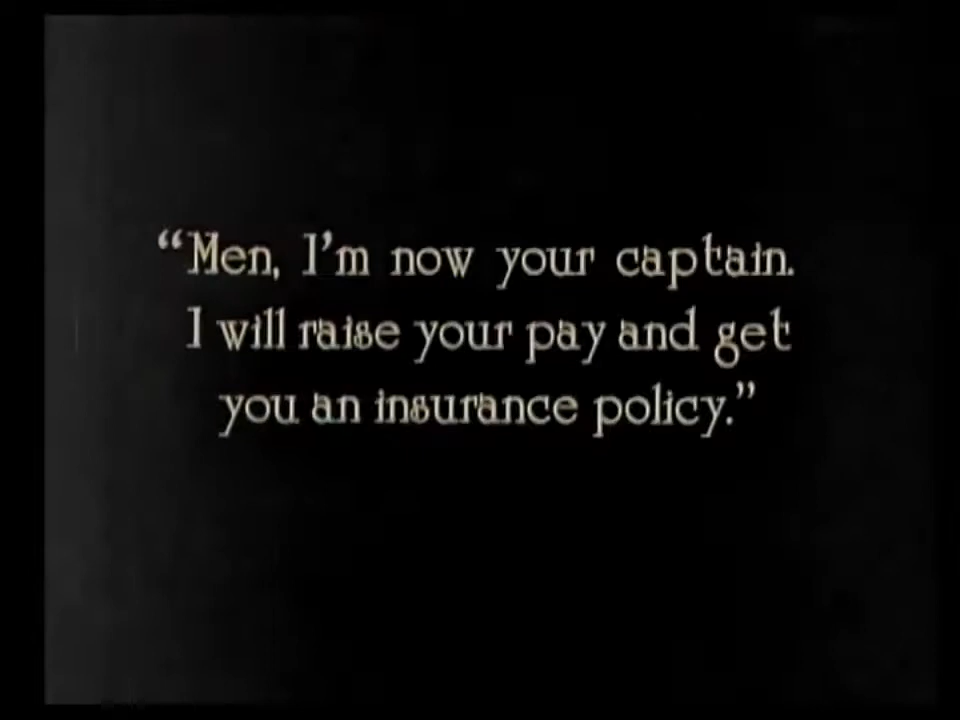 “Men, I’m now your captain.
I will raise your pay and get
you an insurance policy.”